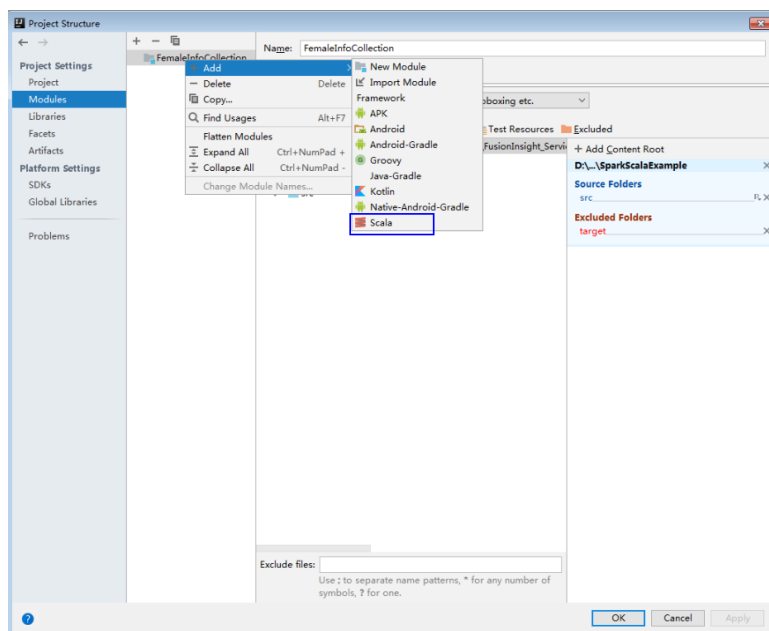 Project Structure
Project Settings
Project
Modules
Libraries
Facets
Artifacts
Platform Settings
SDKs
Global Libraries
Problems
FemaleInfoCollection
Add
Delete Delete
Copy...
Find Usages Alt+F7
Flatten Modules
Expand All Ctrl+NumPad +
Collapse All Ctrl+NumPad -
Change Module Names...
New Module
Import Module
Framework
APK
Android
Android-Gradle
Groovy
Java-Gradle
Kotlin
Native-Android-Gradle
Scala
Name: FemaleInfoCollection
boxing etc.
Test Resources Excluded
_FusionInsight_Servi
+ Add Content Root
D:\...\SparkScalaExample
Source Folders
src
Excluded Folders
target
Exclude files:
Use ; to separate name patterns, * for any number of
symbols, ? for one.
OK Cancel Apply